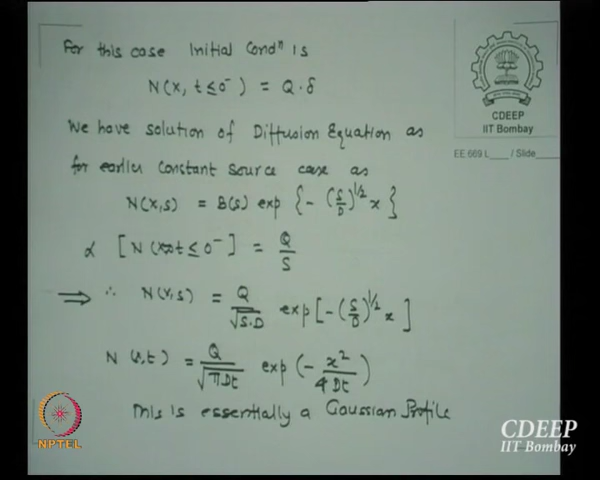 For this case Initial Condⁿ is
N(x, t≤0⁻) = Q·δ
We have solution of Diffusion Equation as
for earlier constant source case as
N(x,s) = B(s) exp {-(S/D)^1/2 x}
[N(x, t≤0⁻] = Q/S
⇒ ∴ N(x,s) = Q/√S.D exp[-(S/D)^1/2 x]
N(x,t) = Q/√πDt exp(-x²/4Dt)
This is essentially a Gaussian Profile
CDEEP
IIT Bombay
EE 669 L___ / Slide___
NPTEL
CDEEP
IIT Bombay